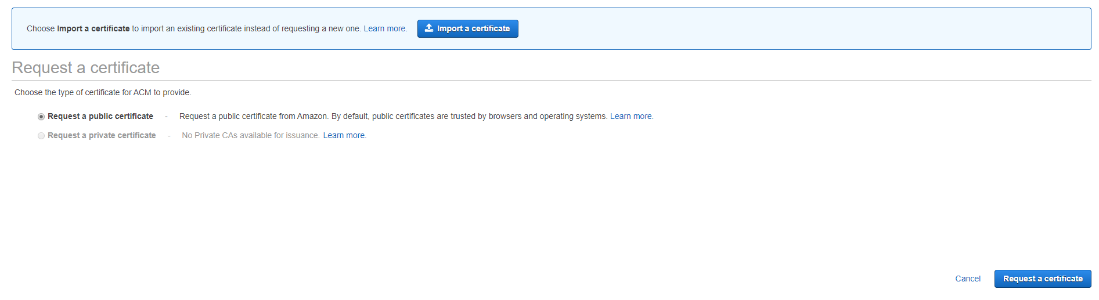 Choose Import a certificate to import an existing certificate instead of requesting a new one. Learn more. Import a certificate
Request a certificate
Choose the type of certificate for ACM to provide.
Request a public certificate - Request a public certificate from Amazon. By default, public certificates are trusted by browsers and operating systems. Learn more.
Request a private certificate - No Private CAs available for issuance. Learn more.
Cancel Request a certificate